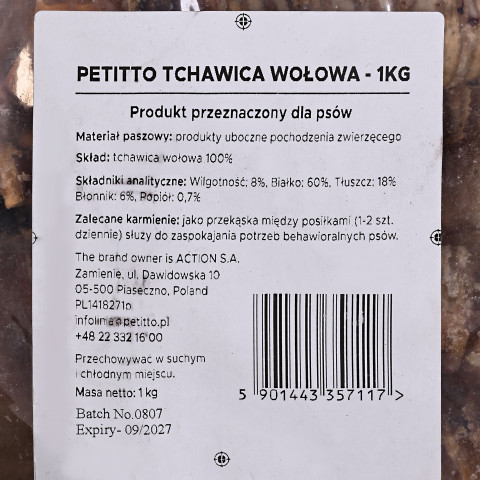 PETITTO TCHAWICA WOŁOWA - 1KG
Produkt przeznaczony dla psów
Materiał paszowy: produkty uboczne pochodzenia zwierzęcego
Skład: tchawica wołowa 100%
Składniki analityczne: Wilgotność: 8%, Białko: 60%, Tłuszcz: 18%
Błonnik: 6%, Popiół: 0,7%
Zalecane karmienie: jako przekąska między posiłkami (1-2 szt.
dziennie) służy do zaspokajania potrzeb behawioralnych psów.
The brand owner is ACTION S.A.
Zamienie, ul. Dawidowska 10
05-500 Piaseczno, Poland
PL14182710
infolinia@petitto.pl
+48 22 332 16 00
Przechowywać w suchym
i chłodnym miejscu.
Masa netto: 1 kg
Batch No.0807
Expiry- 09/2027
5 901443 357117 >